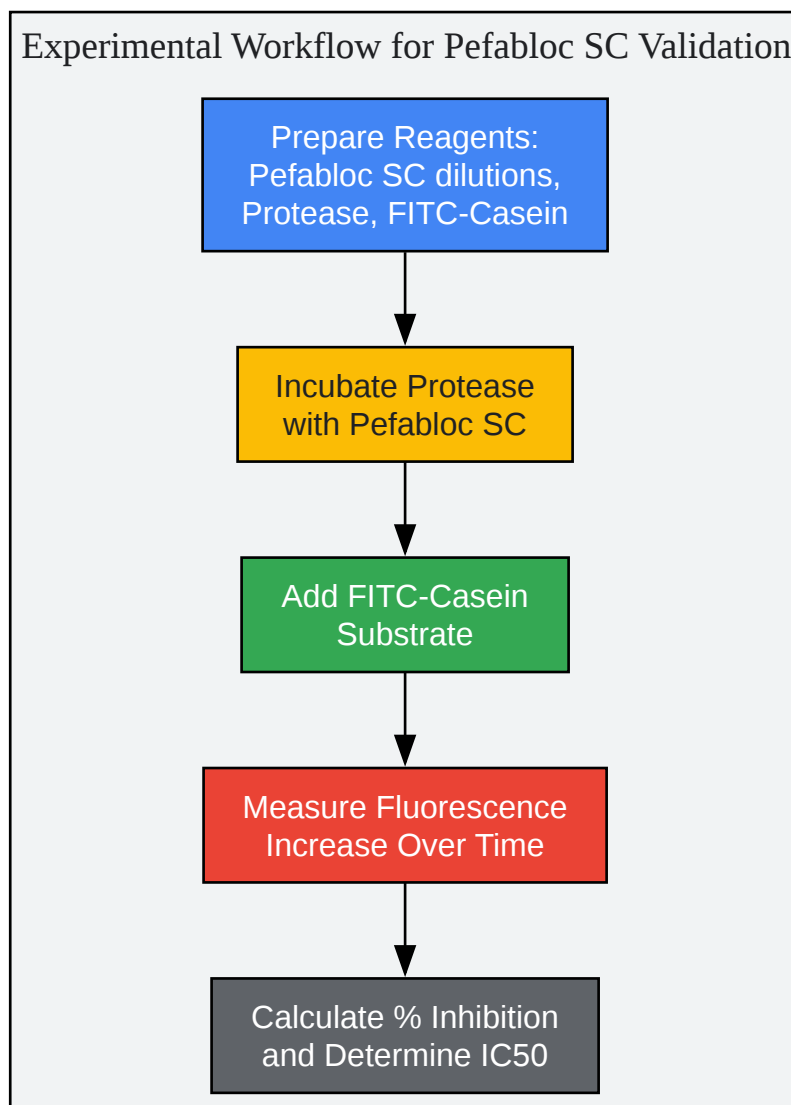 Experimental Workflow for Pefabloc SC Validation
Prepare Reagents:
Pefabloc SC dilutions,
Protease, FITC-Casein
Incubate Protease
with Pefabloc SC
Add FITC-Casein
Substrate
Measure Fluorescence
Increase Over Time
Calculate % Inhibition
and Determine IC50